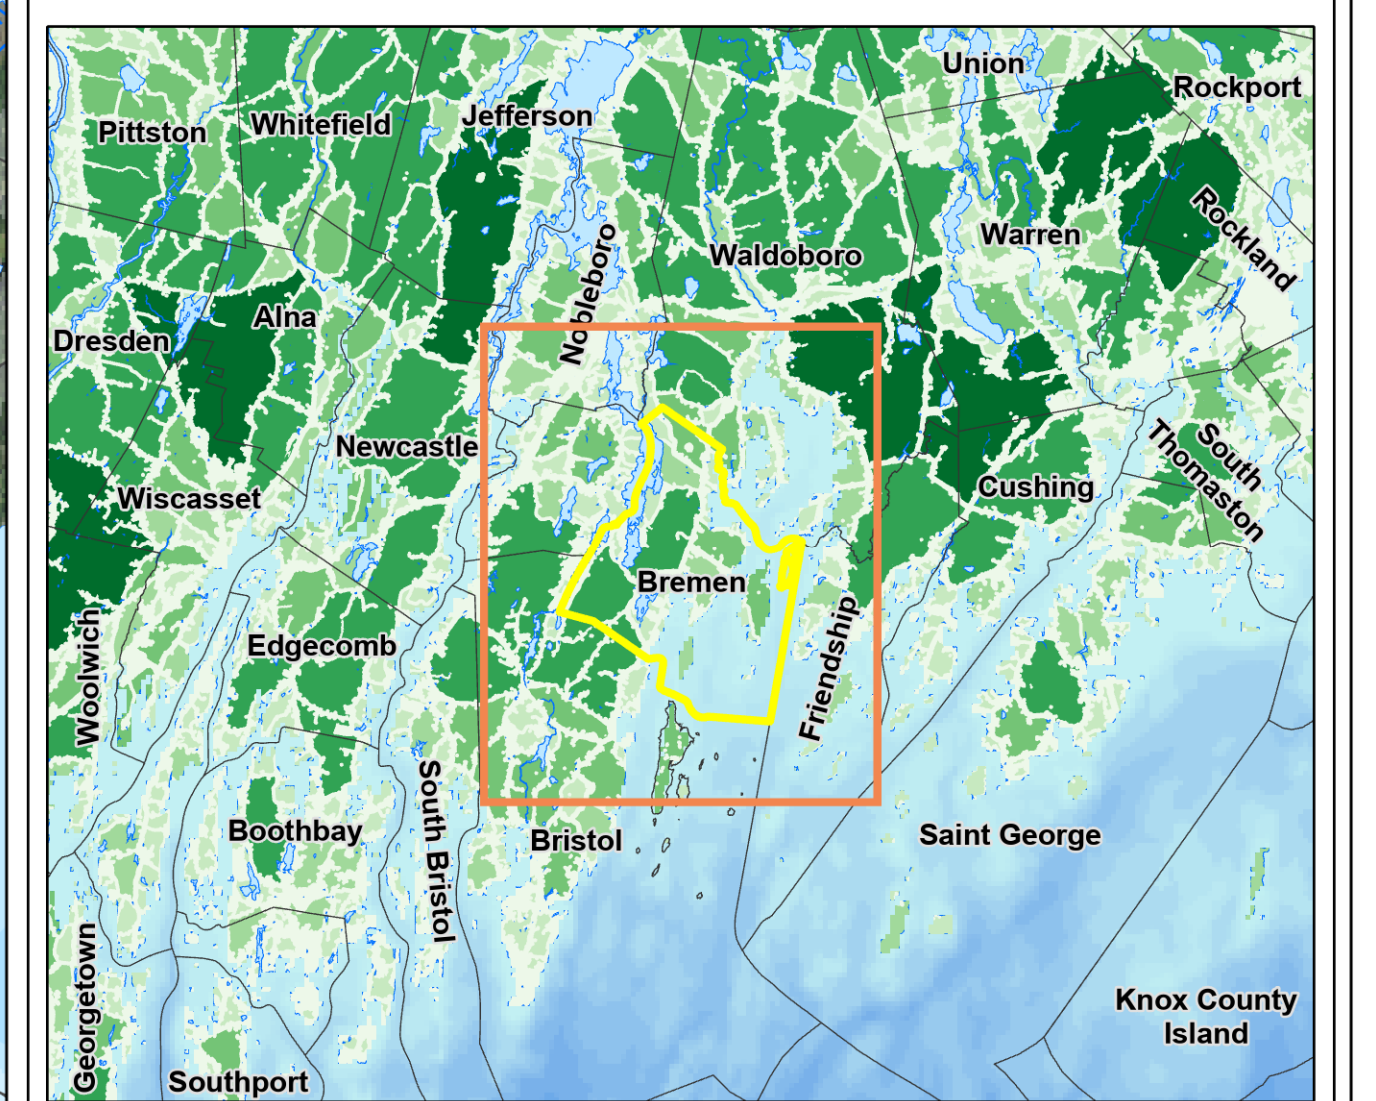 Union
Rockport
Jefferson
Pittston
Whitefield
Rockland
Warren
Waldoboro
Nobleboro
Alna
Dresden
Newcastle
South
Thomaston
Cushing
Wiscasset
Bremen
Woolwich
Edgecomb
Friendship
South Bristol
Boothbay
Bristol
Saint George
Georgetown
Knox County
Island
Southport